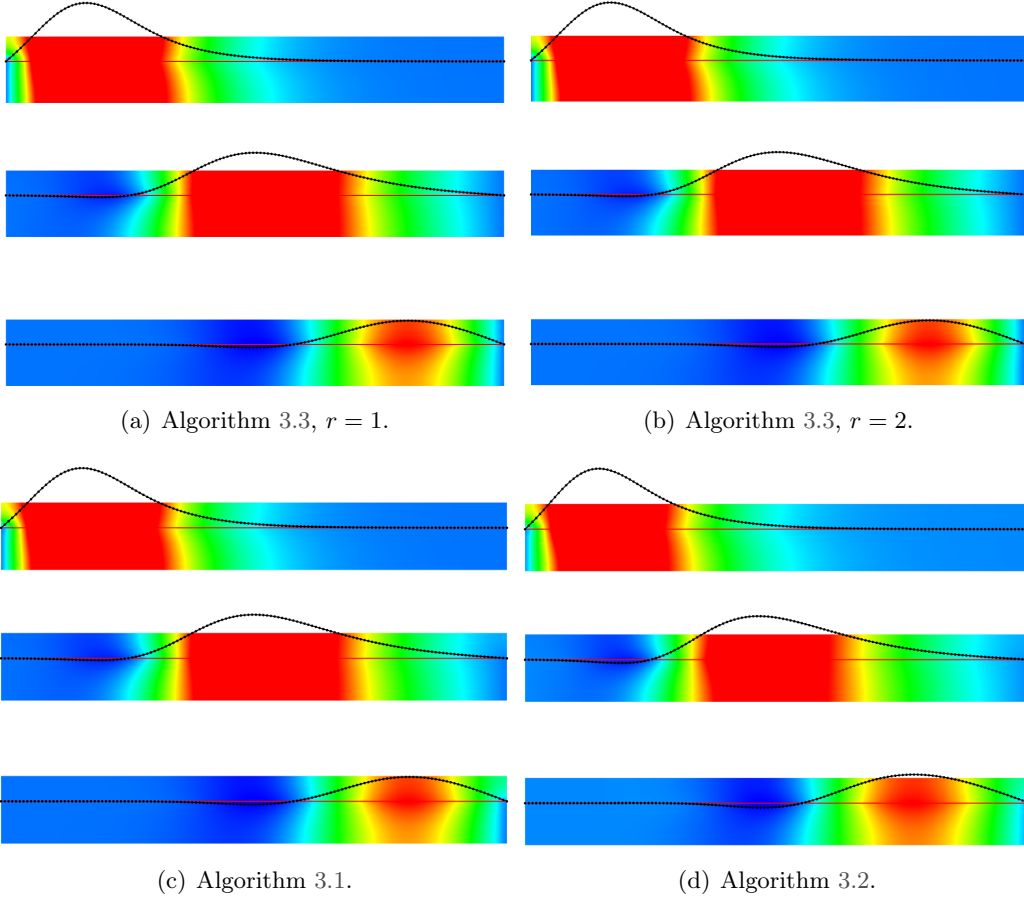 (a) Algorithm 3.3, r = 1.
(b) Algorithm 3.3, r = 2.
(c) Algorithm 3.1.
(d) Algorithm 3.2.